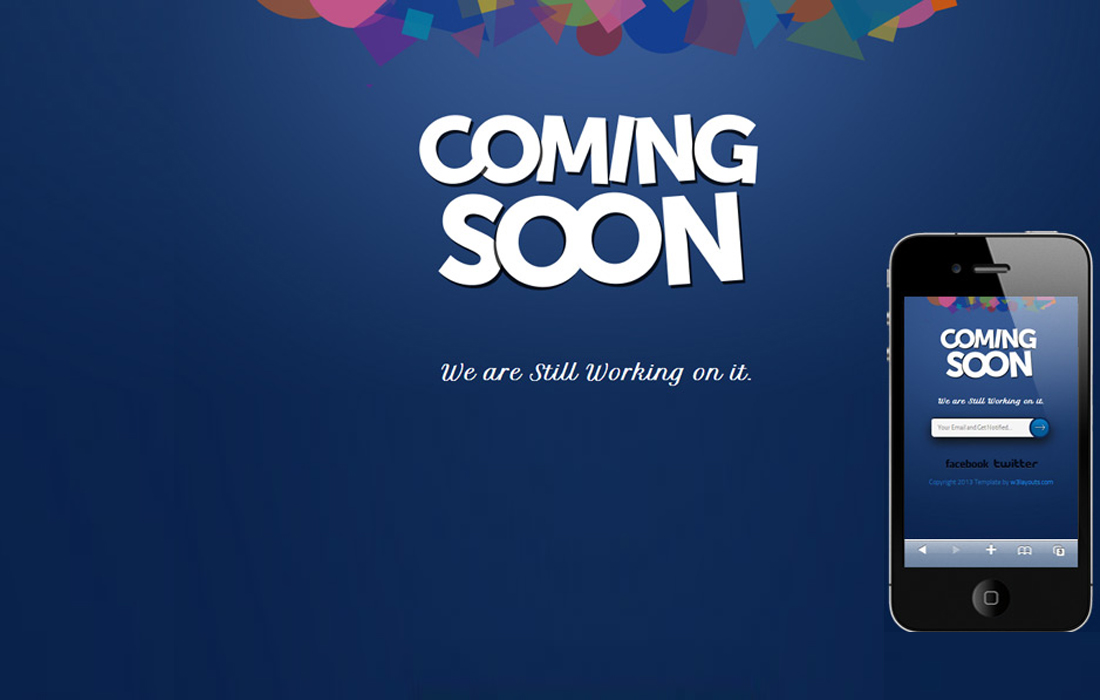 COMING
SOON
We are Still Working on it.
COMING
SOON
We are Still Working on it.
Your Email and Get Notified...
facebook twitter
Copyright 2013 Template by w3layouts.com